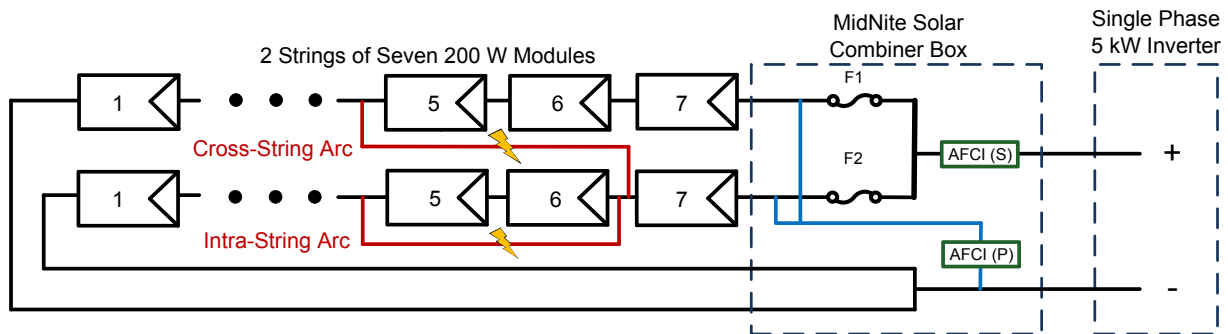 MidNite Solar
Combiner Box
Single Phase
5 kW Inverter
2 Strings of Seven 200 W Modules
F1
1
5
6
7
Cross-String Arc
AFCI (S)
+
F2
1
5
6
7
Intra-String Arc
AFCI (P)
-